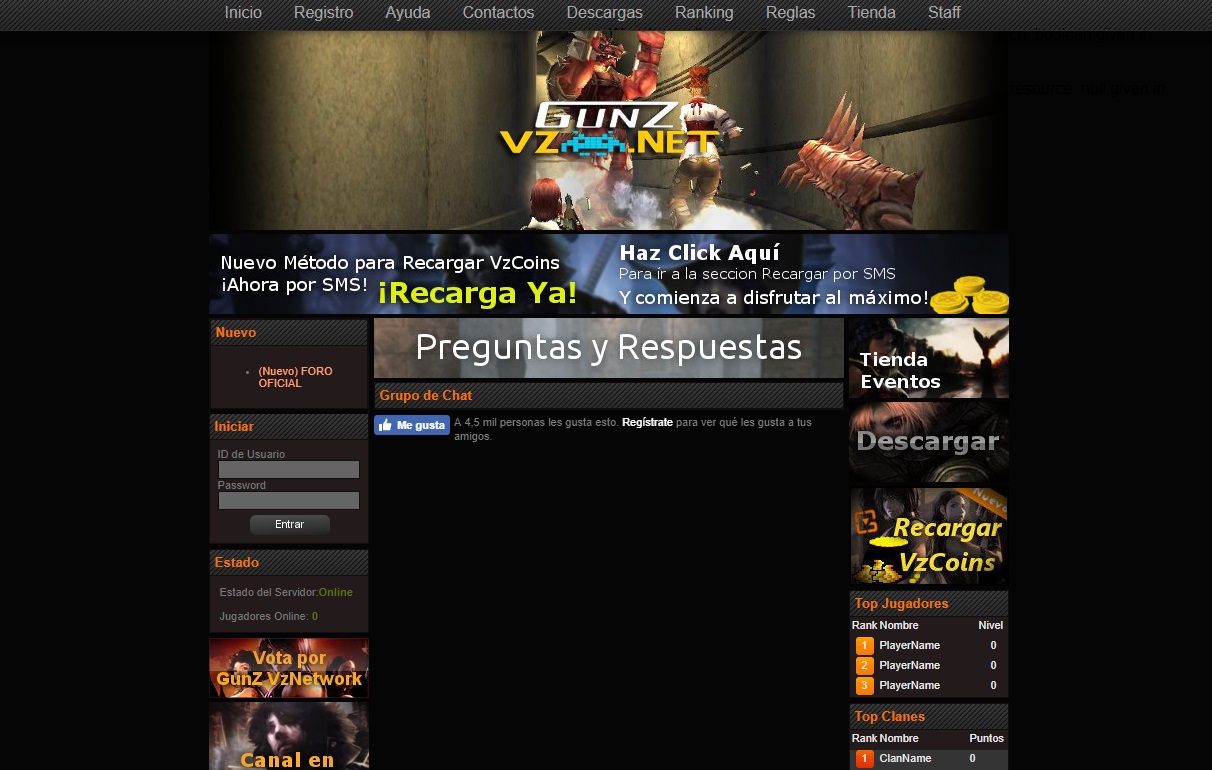 Inicio Registro Ayuda Contactos Descargas Ranking Reglas Tienda Staff
GUNZ
VZ .NET
Nuevo Método para Recargar VzCoins
¡Ahora por SMS! ¡Recarga Ya!
Haz Click Aquí
Para ir a la seccion Recargar por SMS
Y comienza a disfrutar al máximo!
Nuevo
(Nuevo) FORO
OFICIAL
Iniciar
ID de Usuario
Password
Entrar
Estado
Estado del Servidor:Online
Jugadores Online: 0
Vota por
GunZ VzNetwork
Canal en
Preguntas y Respuestas
Grupo de Chat
Me gusta A 4,5 mil personas les gusta esto. Regístrate para ver qué les gusta a tus
amigos.
Tienda
Eventos
Descargar
Nuevo
Recargar
VzCoins
Top Jugadores
Rank Nombre Nivel
1 PlayerName 0
2 PlayerName 0
3 PlayerName 0
Top Clanes
Rank Nombre Puntos
1 ClanName 0